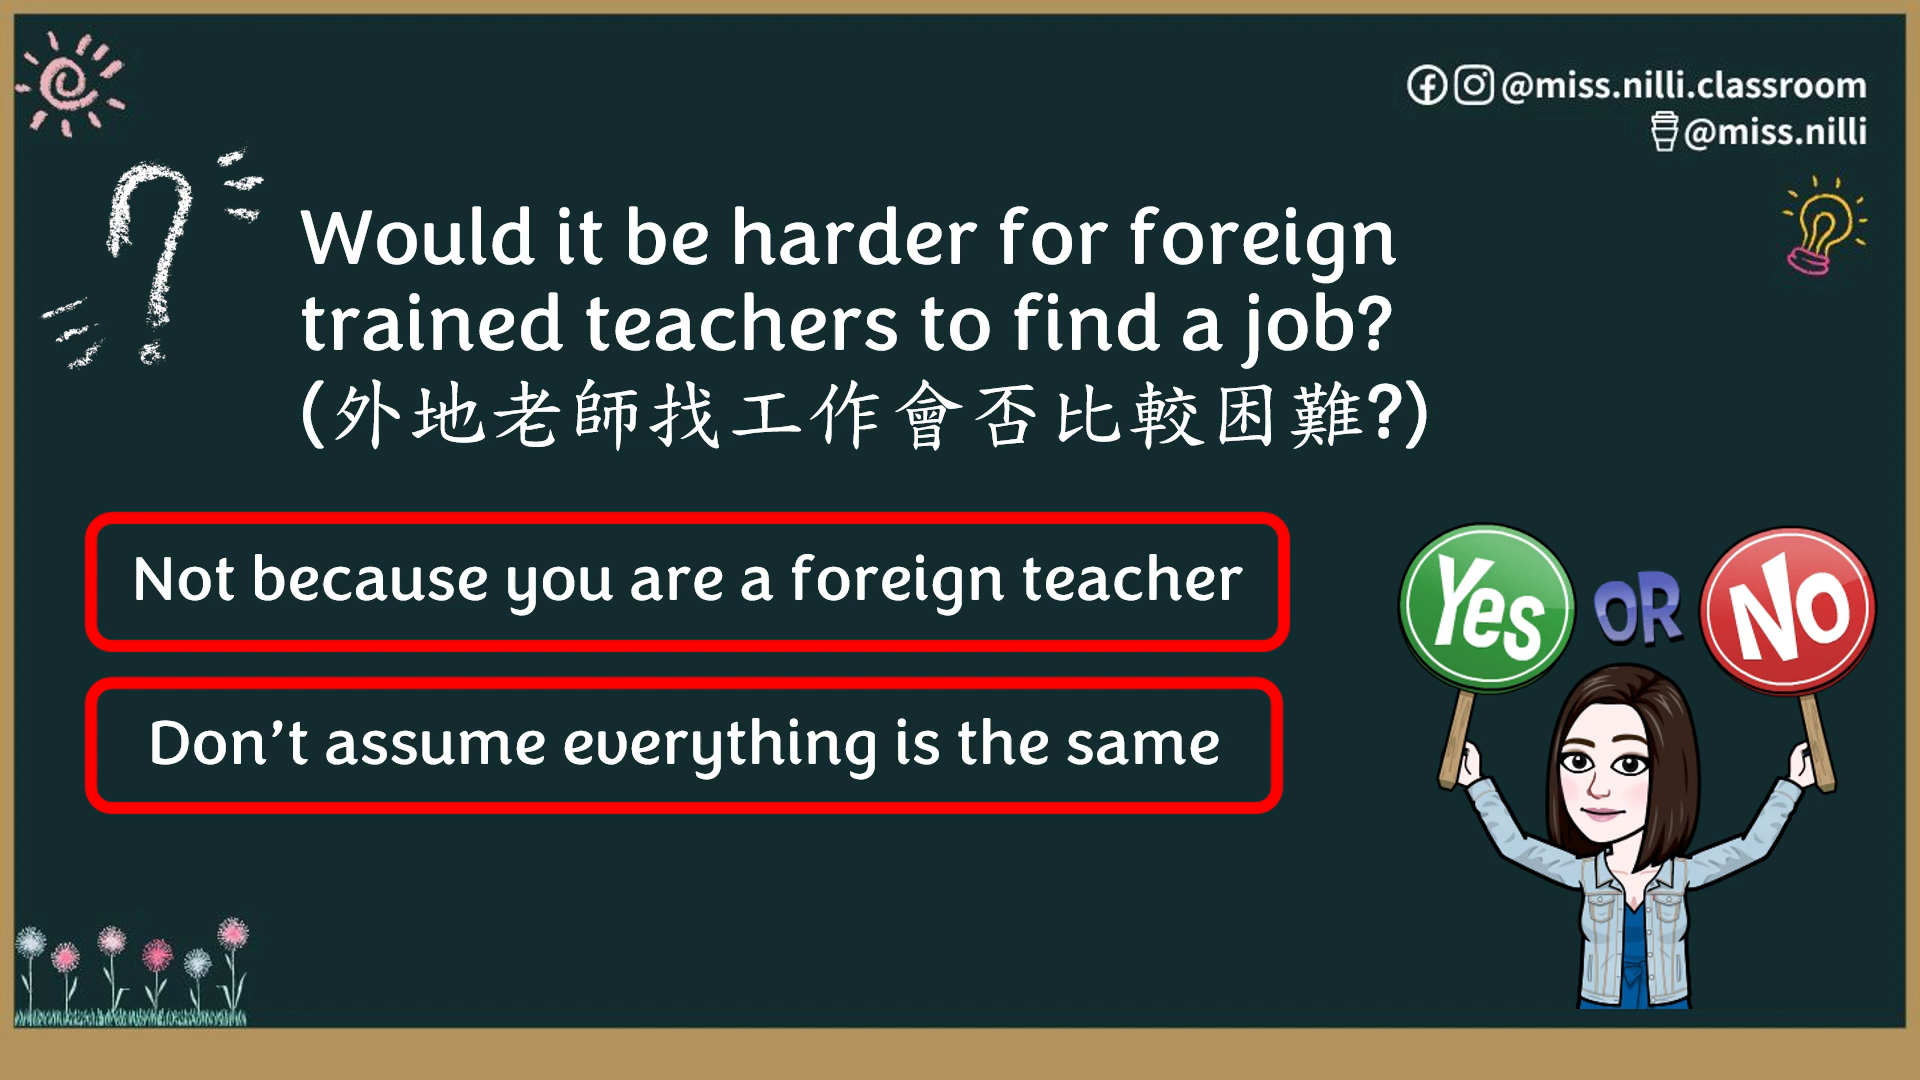 @miss.nilli.classroom
@miss.nilli
Would it be harder for foreign
trained teachers to find a job?
(外地老師找工作會否比較困難?)
Not because you are a foreign teacher
Don't assume everything is the same
Yes OR No